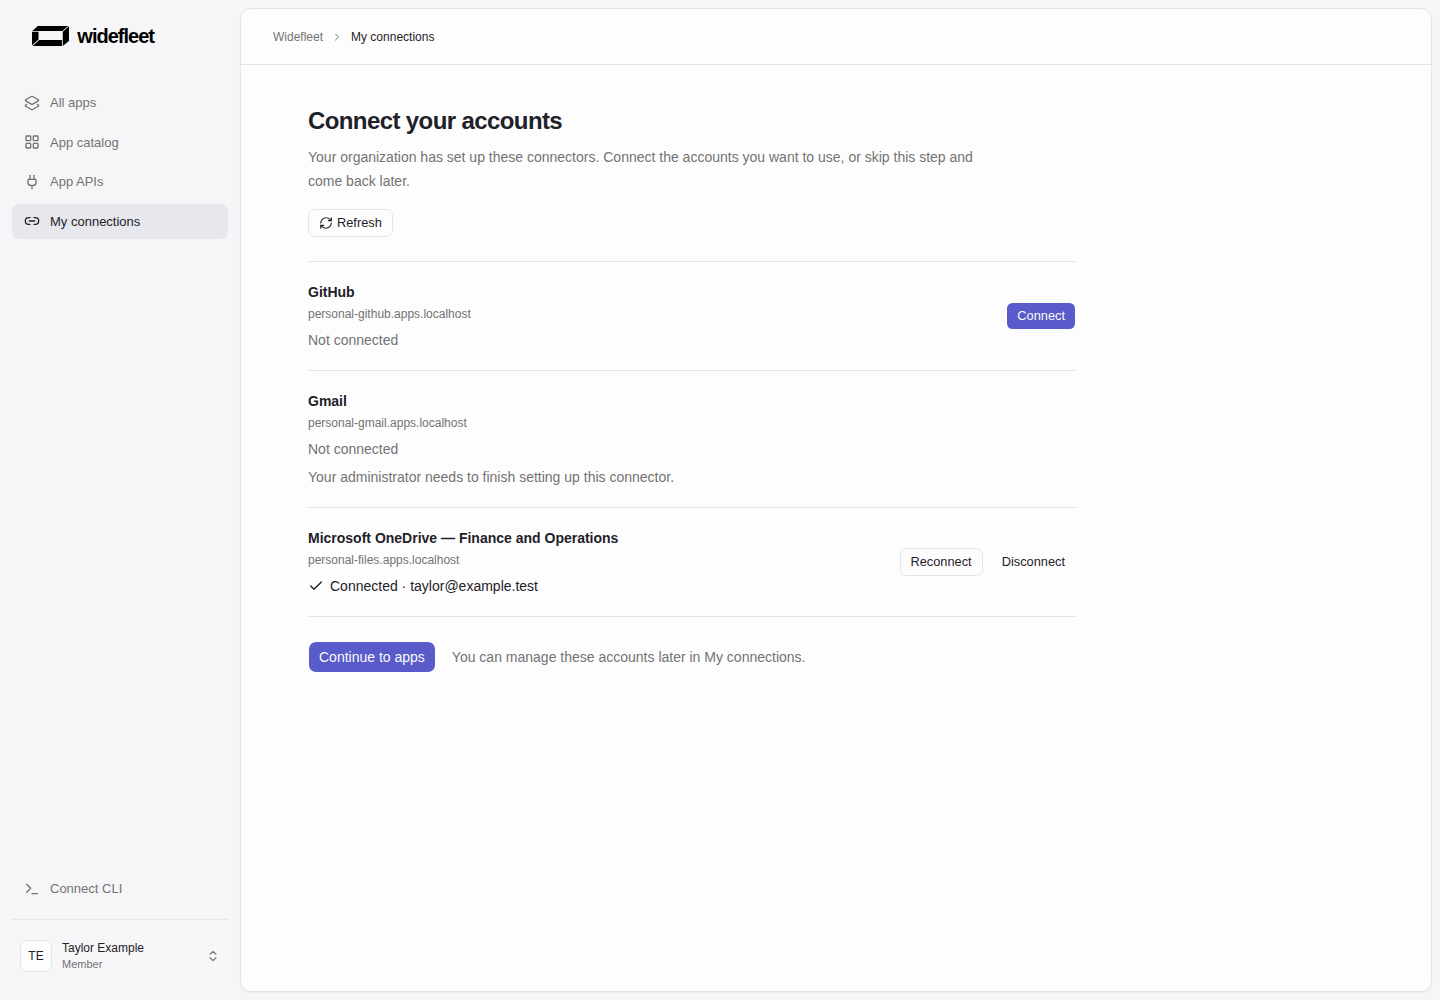 widefleet
All apps
App catalog
App APIs
My connections
Connect CLI
TE
Taylor Example
Member
Widefleet
My connections
Connect your accounts
Your organization has set up these connectors. Connect the accounts you want to use, or skip this step and
come back later.
Refresh
GitHub
personal-github.apps.localhost
Not connected
Connect
Gmail
personal-gmail.apps.localhost
Not connected
Your administrator needs to finish setting up this connector.
Microsoft OneDrive — Finance and Operations
personal-files.apps.localhost
Connected · taylor@example.test
Reconnect
Disconnect
Continue to apps
You can manage these accounts later in My connections.